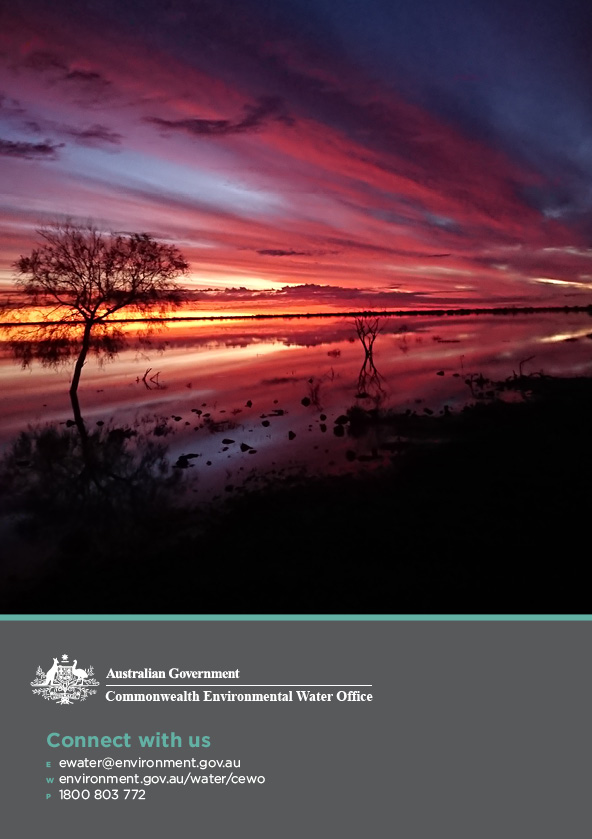 Australian Government
Commonwealth Environmental Water Office
Connect with us
E ewater@environment.gov.au
W environment.gov.au/water/cewo
P 1800 803 772